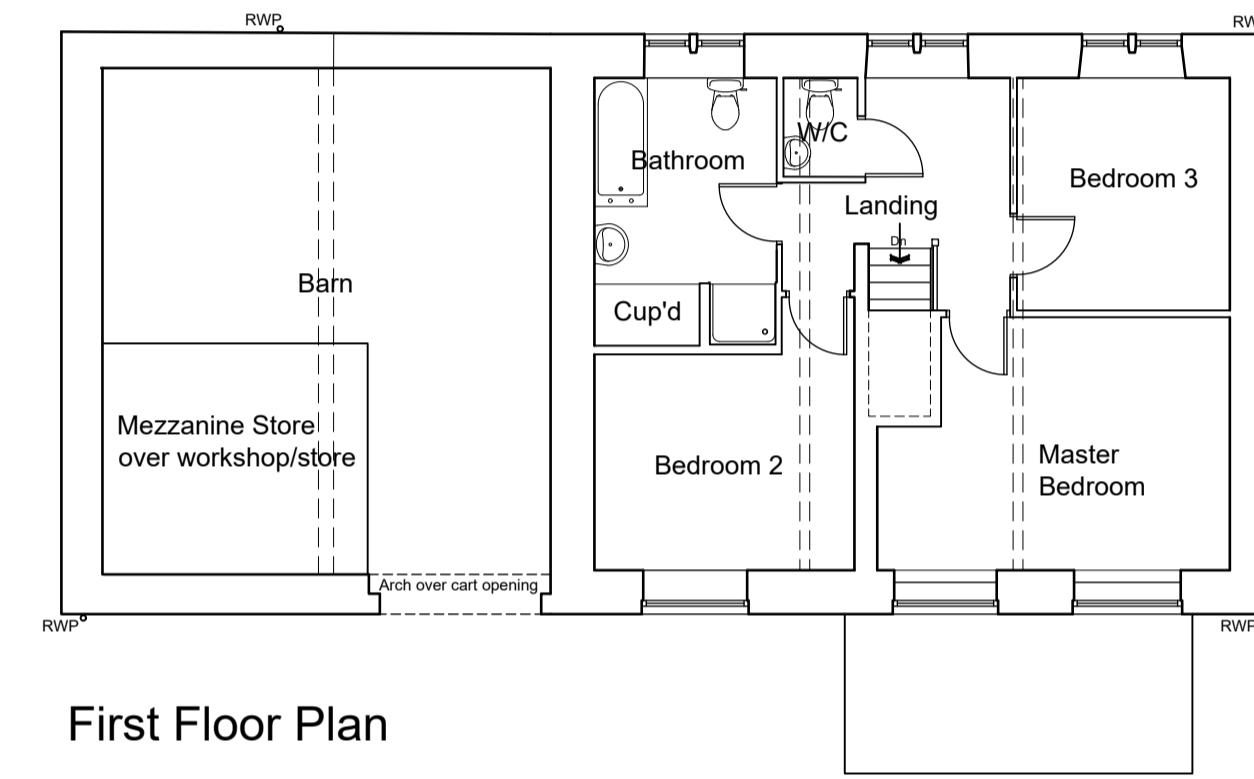 RWP
RW
W/C
Bathroom
Bedroom 3
Landing
Dn
Barn
Cup'd
Mezzanine Store
over workshop/store
Bedroom 2
Master
Bedroom
Arch over cart opening
RWP
RWP
First Floor Plan